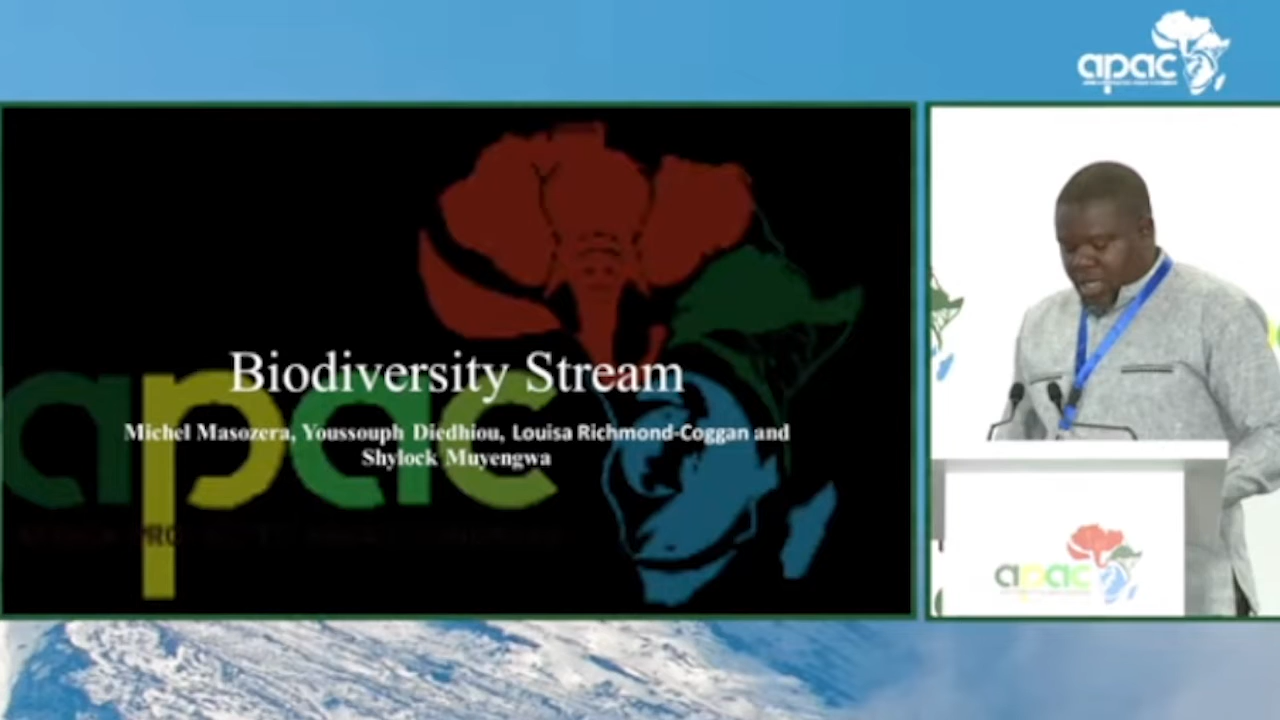 apac
Biodiversity Stream
apac
Michel Masozera, Youssouph Diedhiou, Louisa Richmond-Coggan and
Shylock Muyengwa
apac